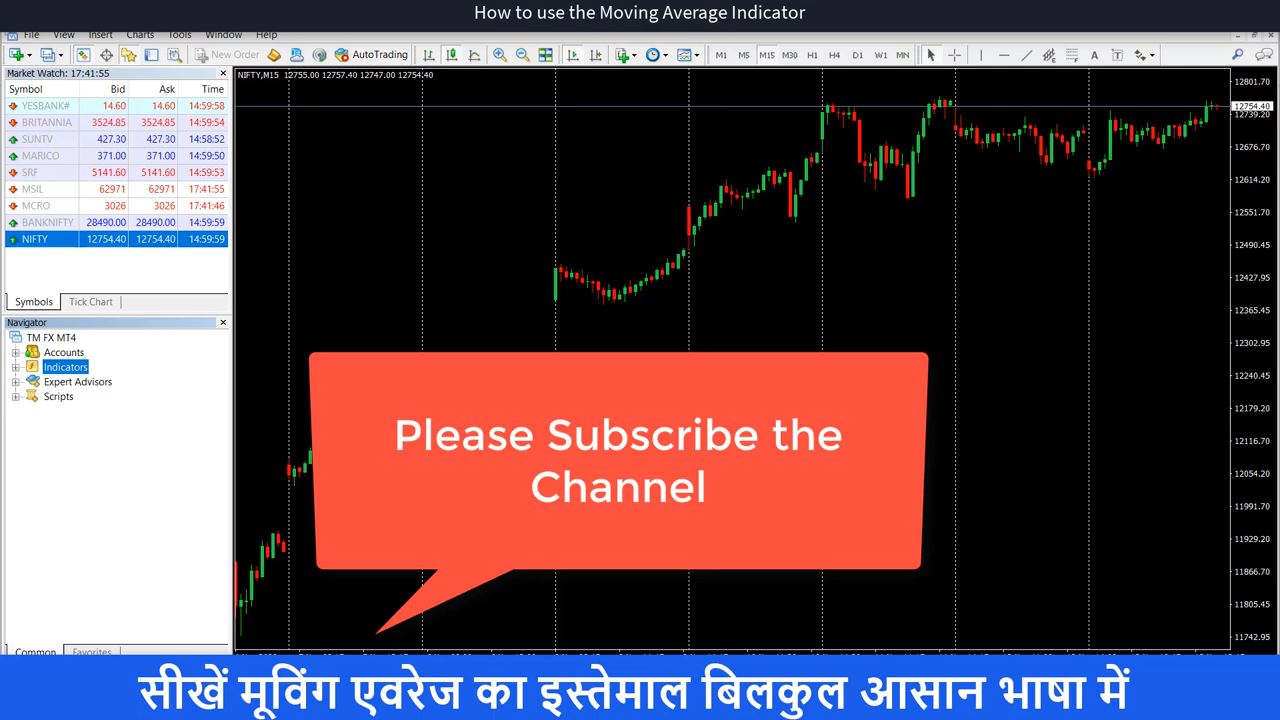 How to use the Moving Average Indicator
File View Insert Charts Tools Window Help
New Order AutoTrading M1 M5 M15 M30 H1 H4 D1 W1 MN
Market Watch: 17:41:55
Symbol Bid Ask Time
YESBANK# 14.60 14.60 14:59:58
BRITANNIA 3524.85 3524.85 14:59:54
SUNTV 427.30 427.30 14:58:52
MARICO 371.00 371.00 14:59:50
SRF 5141.60 5141.60 14:59:53
MSIL 62971 62971 17:41:55
MCRO 3026 3026 17:41:46
BANKNIFTY 28490.00 28490.00 14:59:59
NIFTY 12754.40 12754.40 14:59:59
Symbols Tick Chart
Navigator
TM FX MT4
Accounts
Indicators
Expert Advisors
Scripts
Common Favorites
NIFTY,M15 12755.00 12757.40 12747.00 12754.40
12801.70
12754.40
12739.20
12676.70
12614.20
12551.70
12490.45
12427.95
12365.45
12302.95
12240.45
12179.20
12116.70
12054.20
11991.70
11929.20
11866.70
11805.45
11742.95
Please Subscribe the
Channel
सीखें मूविंग एवरेज का इस्तेमाल बिलकुल आसान भाषा में